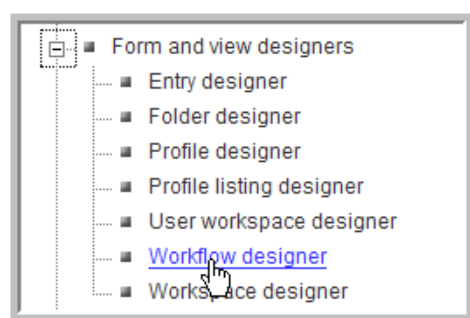 Form and view designers
Entry designer
Folder designer
Profile designer
Profile listing designer
User workspace designer
Workflow designer
Workspace designer